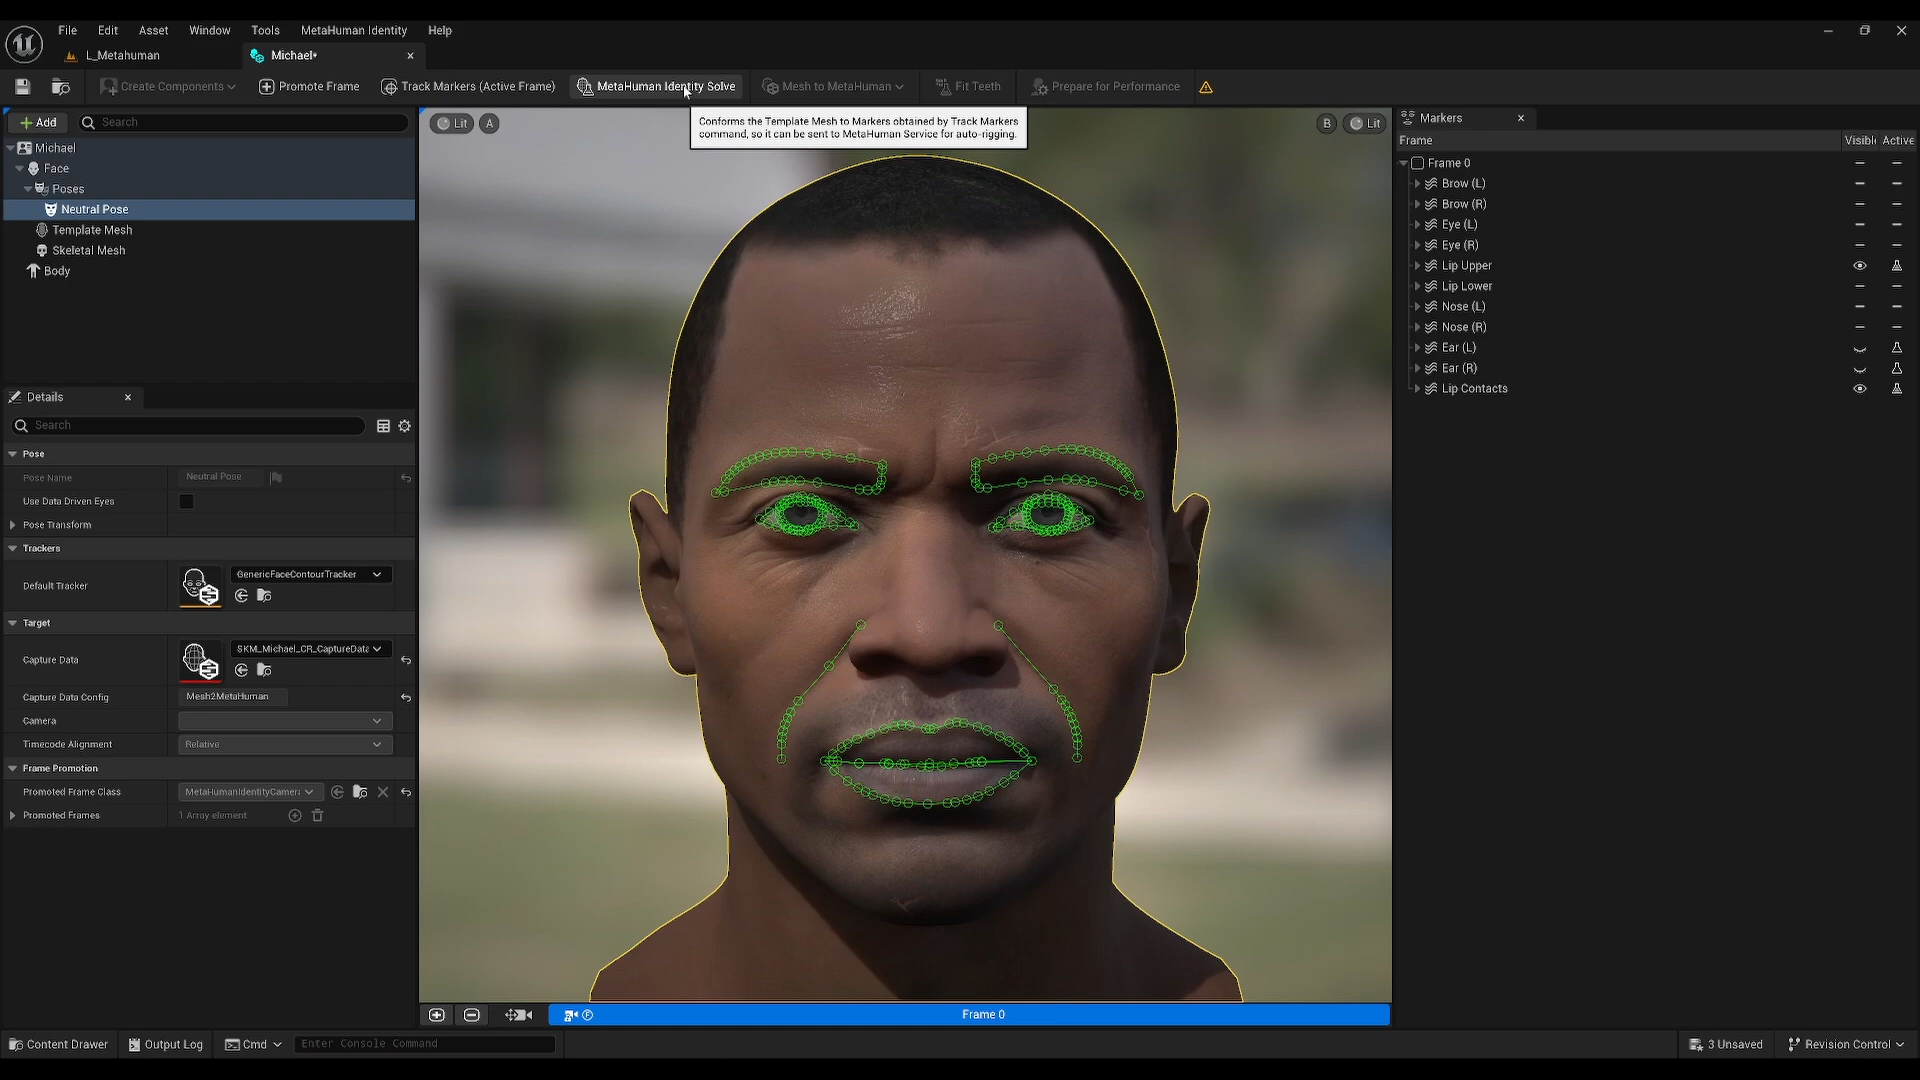 File Edit Asset Window Tools MetaHuman Identity Help
L_Metahuman
Michael*
Create Components
Promote Frame
Track Markers (Active Frame)
MetaHuman Identity Solve
Mesh to MetaHuman
Fit Teeth
Prepare for Performance
Conforms the Template Mesh to Markers obtained by Track Markers
command, so it can be sent to MetaHuman Service for auto-rigging.
Add
Search
Michael
Face
Poses
Neutral Pose
Template Mesh
Skeletal Mesh
Body
Details
Search
Pose
Pose Name
Neutral Pose
Use Data Driven Eyes
Pose Transform
Trackers
Default Tracker
GenericFaceContourTracker
Target
Capture Data
SKM_Michael_CR_CaptureData
Capture Data Config
Mesh2MetaHuman
Camera
Timecode Alignment
Relative
Frame Promotion
Promoted Frame Class
MetaHumanIdentityCamera
Promoted Frames
1 Array element
Lit
A
B
Lit
Frame 0
Markers
Frame
Visibl
Active
Frame 0
Brow (L)
Brow (R)
Eye (L)
Eye (R)
Lip Upper
Lip Lower
Nose (L)
Nose (R)
Ear (L)
Ear (R)
Lip Contacts
Content Drawer
Output Log
Cmd
Enter Console Command
3 Unsaved
Revision Control